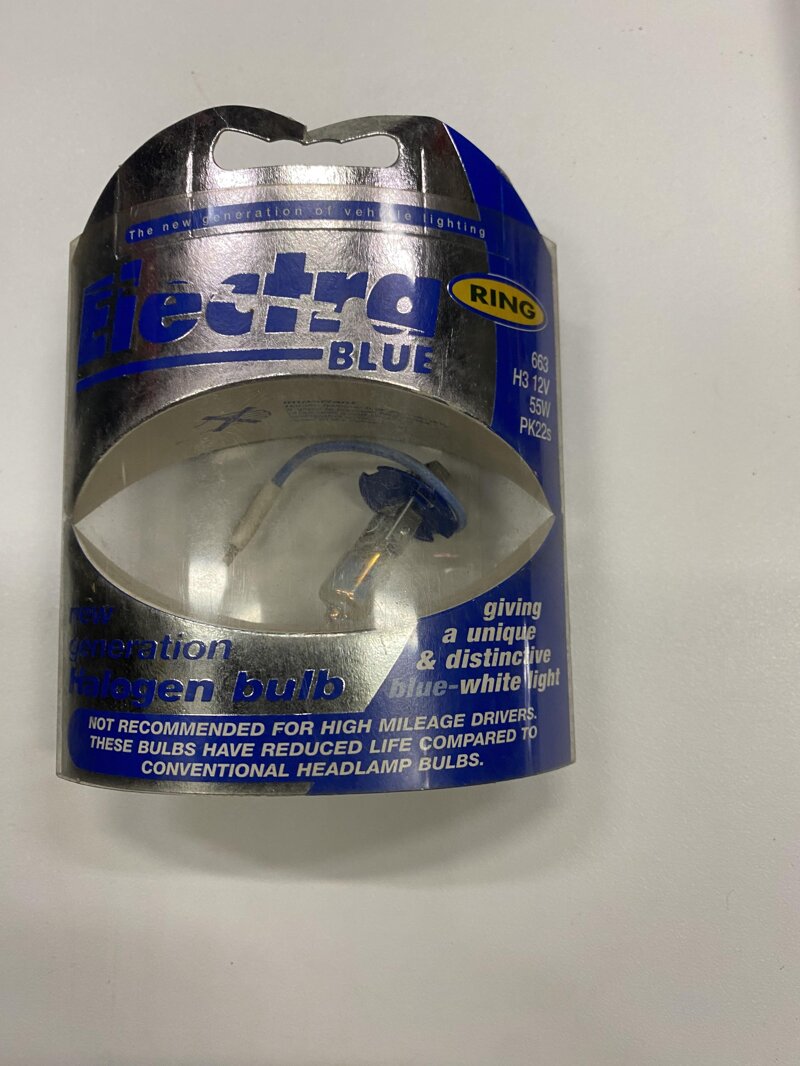 The new generation of vehicle lighting
Electra
BLUE
RING
663
H3 12V
55W
PK22s
new
generation
Halogen bulb
giving
a unique
& distinctive
blue-white light
NOT RECOMMENDED FOR HIGH MILEAGE DRIVERS.
THESE BULBS HAVE REDUCED LIFE COMPARED TO
CONVENTIONAL HEADLAMP BULBS.